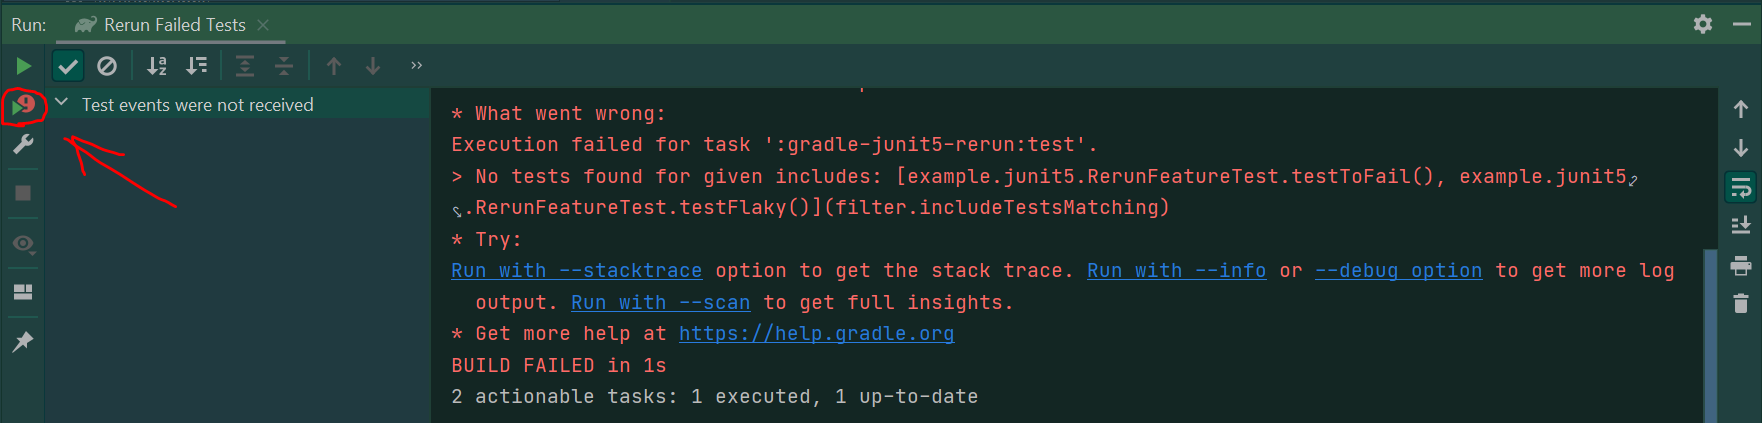 Run: Rerun Failed Tests
Test events were not received
* What went wrong:
Execution failed for task ':gradle-junit5-rerun:test'.
> No tests found for given includes: [example.junit5.RerunFeatureTest.testToFail(), example.junit5
.RerunFeatureTest.testFlaky()](filter.includeTestsMatching)
* Try:
Run with --stacktrace option to get the stack trace. Run with --info or --debug option to get more log
output. Run with --scan to get full insights.
* Get more help at https://help.gradle.org
BUILD FAILED in 1s
2 actionable tasks: 1 executed, 1 up-to-date